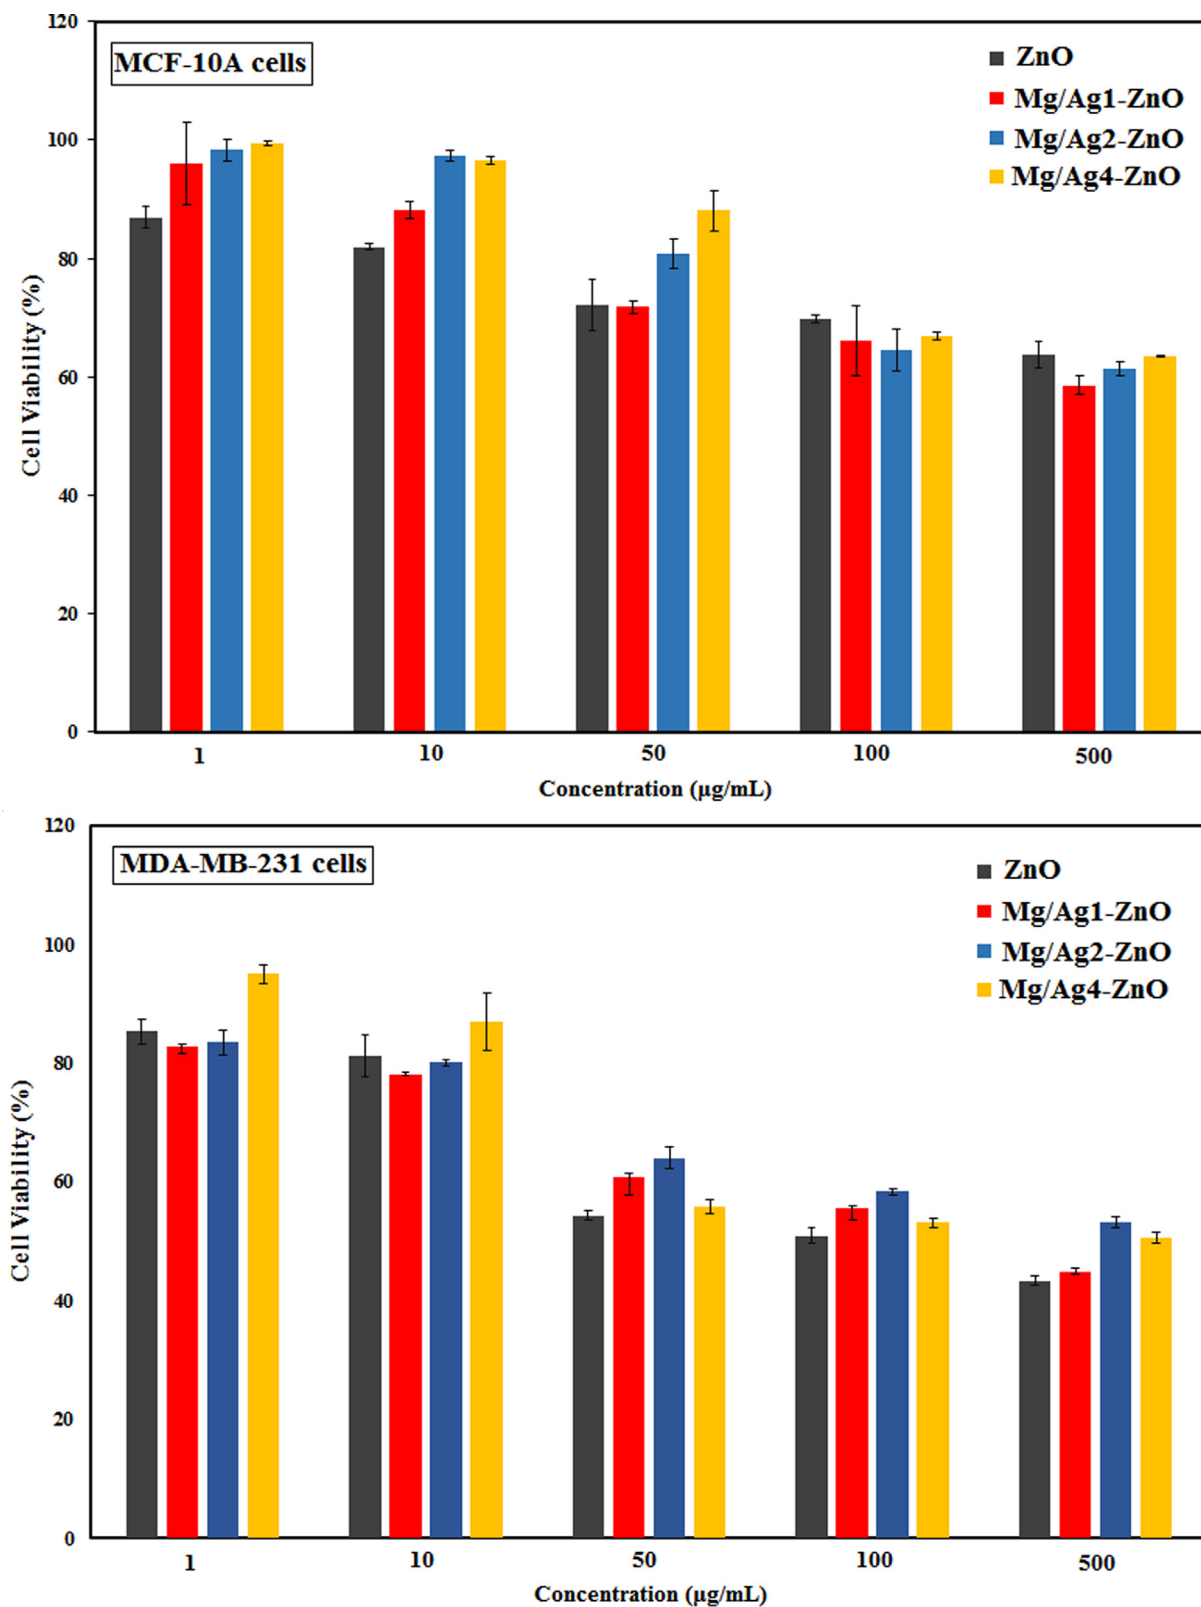 120
MCF-10A cells
ZnO
Mg/Ag1-ZnO
Mg/Ag2-ZnO
Mg/Ag4-ZnO
100
80
60
40
20
0
Cell Viability (%)
1 10 50 100 500
Concentration (µg/mL)
120
MDA-MB-231 cells
ZnO
Mg/Ag1-ZnO
Mg/Ag2-ZnO
Mg/Ag4-ZnO
100
80
60
40
20
0
Cell Viability (%)
1 10 50 100 500
Concentration (µg/mL)